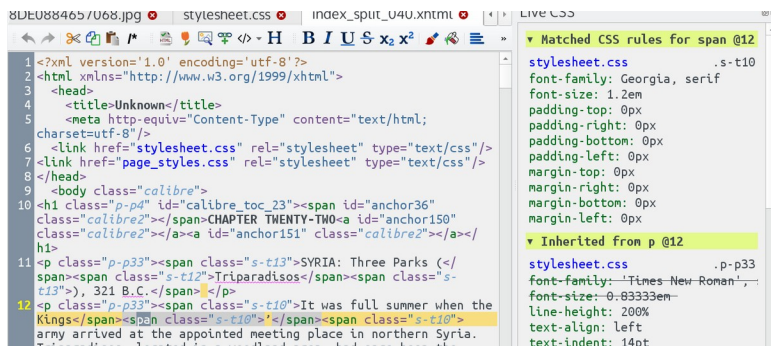 8DE0884657068.jpg stylesheet.css index_split_040.xhtml Live CSS
H B I U S x₂ x² »
1 <?xml version='1.0' encoding='utf-8'?>
2 <html xmlns="http://www.w3.org/1999/xhtml">
3 <head>
4 <title>Unknown</title>
5 <meta http-equiv="Content-Type" content="text/html;
charset=utf-8"/>
6 <link href="stylesheet.css" rel="stylesheet" type="text/css"/>
7 <link href="page_styles.css" rel="stylesheet" type="text/css"/>
8 </head>
9 <body class="calibre">
10 <h1 class="p-p4" id="calibre_toc_23"><span id="anchor36"
class="calibre2"></span>CHAPTER TWENTY-TWO<a id="anchor150"
class="calibre2"></a><a id="anchor151" class="calibre2"></a></
h1>
11 <p class="p-p33"><span class="s-t13">SYRIA: Three Parks (</
span><span class="s-t12">Triparadisos</span><span class="s-
t13">), 321 B.C.</span> </p>
12 <p class="p-p33"><span class="s-t10">It was full summer when the
Kings</span><span class="s-t10">'</span><span class="s-t10">
army arrived at the appointed meeting place in northern Syria.
▾ Matched CSS rules for span @12
stylesheet.css .s-t10
font-family: Georgia, serif
font-size: 1.2em
padding-top: 0px
padding-right: 0px
padding-bottom: 0px
padding-left: 0px
margin-top: 0px
margin-right: 0px
margin-bottom: 0px
margin-left: 0px
▾ Inherited from p @12
stylesheet.css .p-p33
font-family: 'Times New Roman',
font-size: 0.83333em
line-height: 200%
text-align: left
text-indent: 14pt